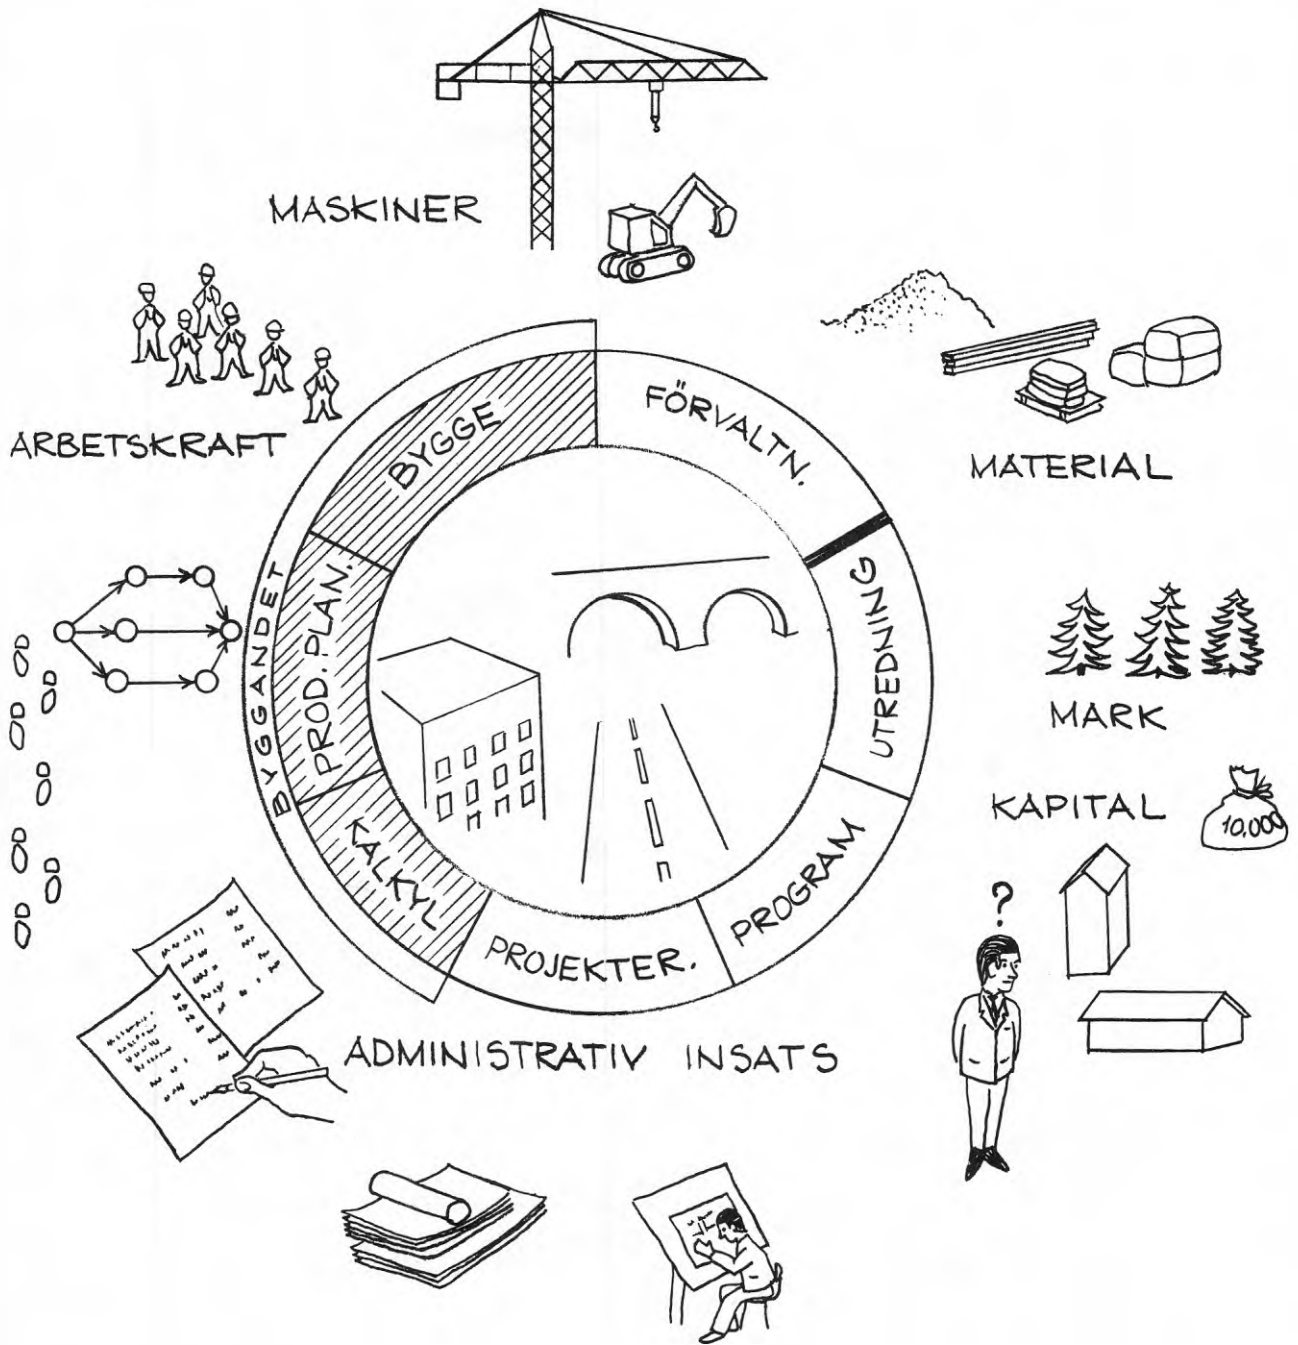 MASKINER
ARBETSKRAFT
MATERIAL
BYGGE
FÖRVALTN.
BYGGANDET
PROD. PLAN.
UTREDNING
MARK
KAPITAL
10.000
KALKYL
PROJEKTER.
PROGRAM
?
ADMINISTRATIV INSATS